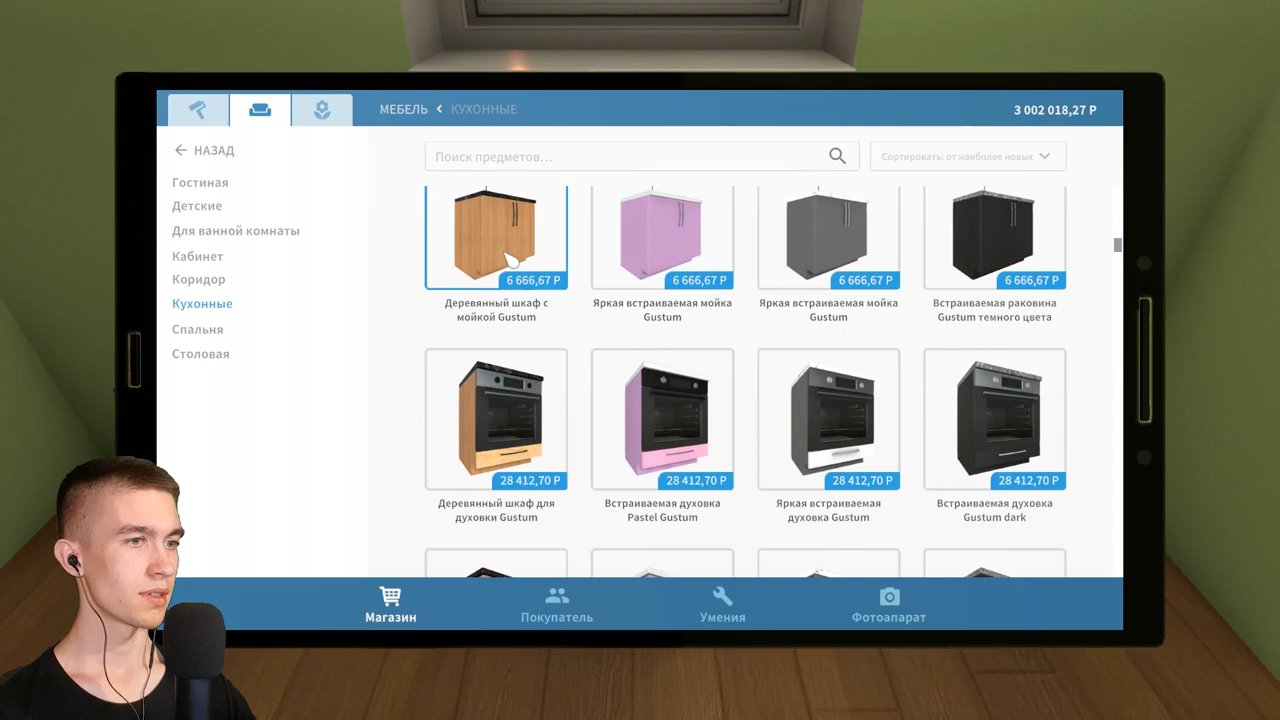 МЕБЕЛЬ < КУХОННЫЕ
3 002 018,27 Р
НАЗАД
Поиск предметов...
Сортировать: от наиболее новых
Гостиная
Детские
Для ванной комнаты
Кабинет
Коридор
Кухонные
Спальня
Столовая
6 666,67 Р
6 666,67 Р
6 666,67 Р
6 666,67 Р
Деревянный шкаф с
мойкой Gustum
Яркая встраиваемая мойка
Gustum
Яркая встраиваемая мойка
Gustum
Встраиваемая раковина
Gustum темного цвета
28 412,70 Р
28 412,70 Р
28 412,70 Р
28 412,70 Р
Деревянный шкаф для
духовки Gustum
Встраиваемая духовка
Pastel Gustum
Яркая встраиваемая
духовка Gustum
Встраиваемая духовка
Gustum dark
Магазин
Покупатель
Умения
Фотоаппарат